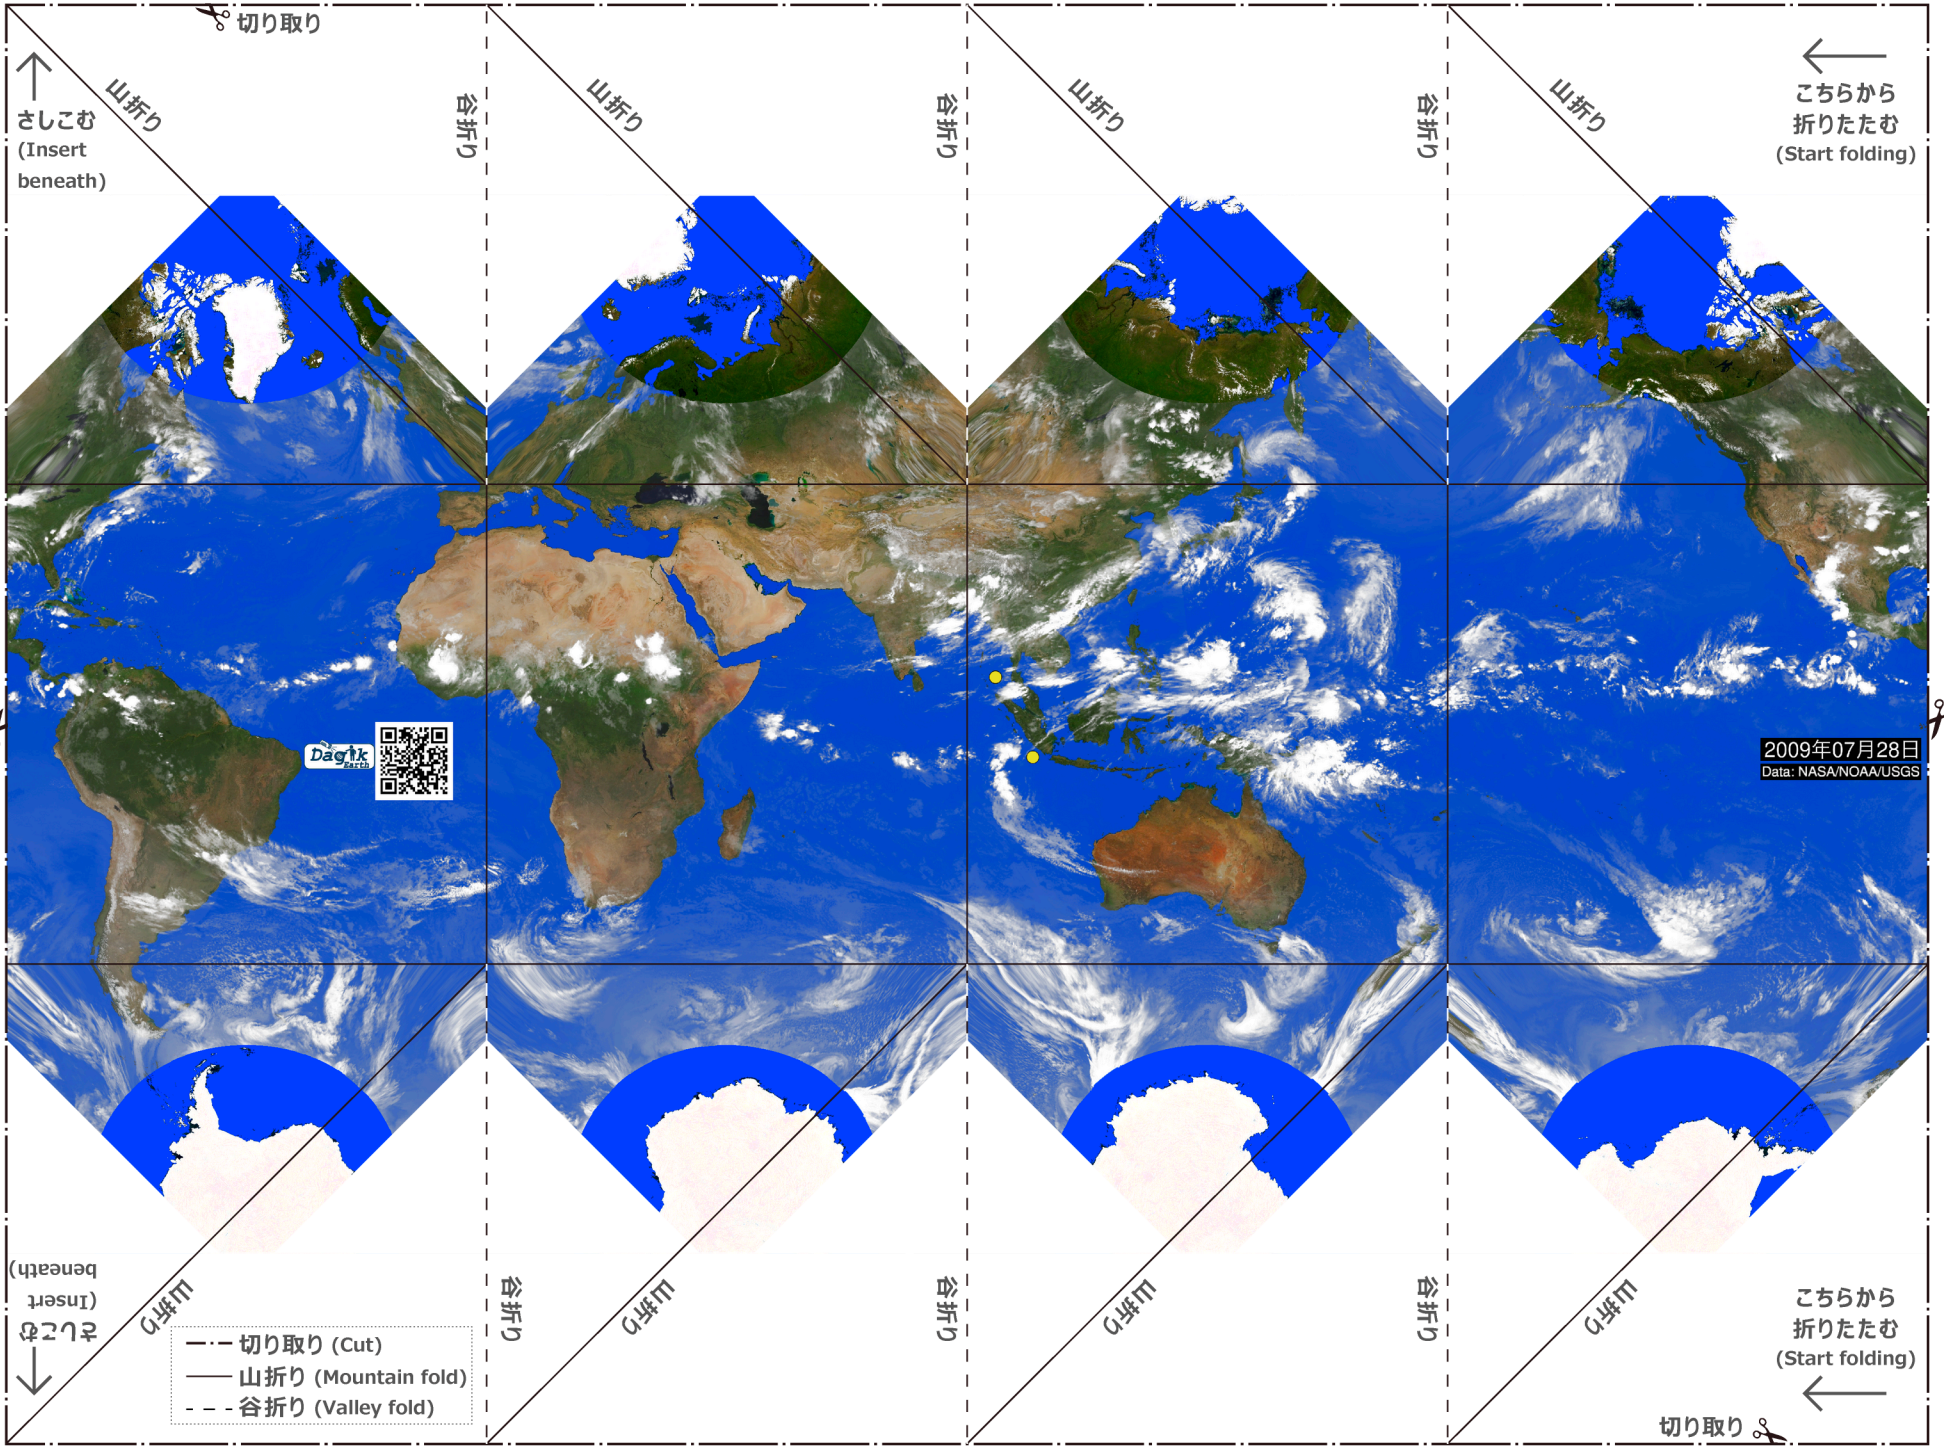 切り取り
山折り
谷折り
山折り
谷折り
山折り
谷折り
山折り
さしこむ
(Insert
beneath)
こちらから
折りたたむ
(Start folding)
Dagik
Earth
2009年07月28日
Data: NASA/NOAA/USGS
さしこむ
(Insert
beneath)
山折り
谷折り
山折り
谷折り
山折り
谷折り
山折り
こちらから
折りたたむ
(Start folding)
切り取り (Cut)
山折り (Mountain fold)
谷折り (Valley fold)
切り取り